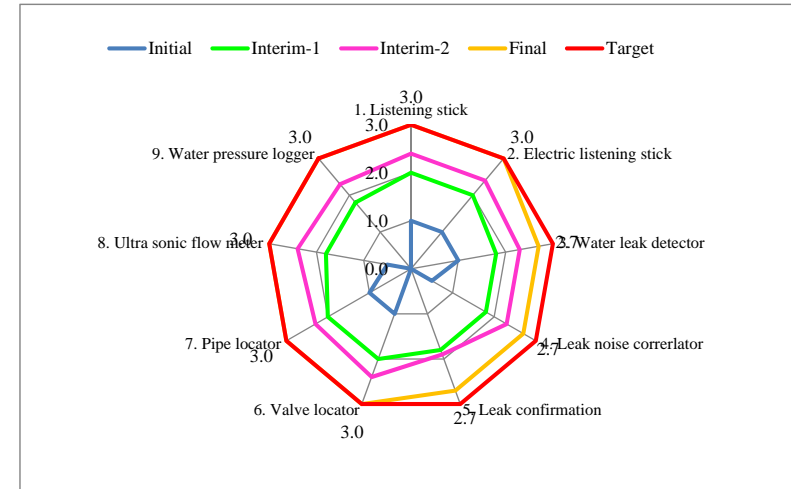 Initial Interim-1 Interim-2 Final Target
3.0
1. Listening stick
3.0
3.0
3.0
9. Water pressure logger
2. Electric listening stick
2.0
1.0
3.0
8. Ultra sonic flow meter
2.7
3. Water leak detector
0.0
7. Pipe locator
3.0
4. Leak noise correrlator
2.7
6. Valve locator
3.0
5. Leak confirmation
2.7